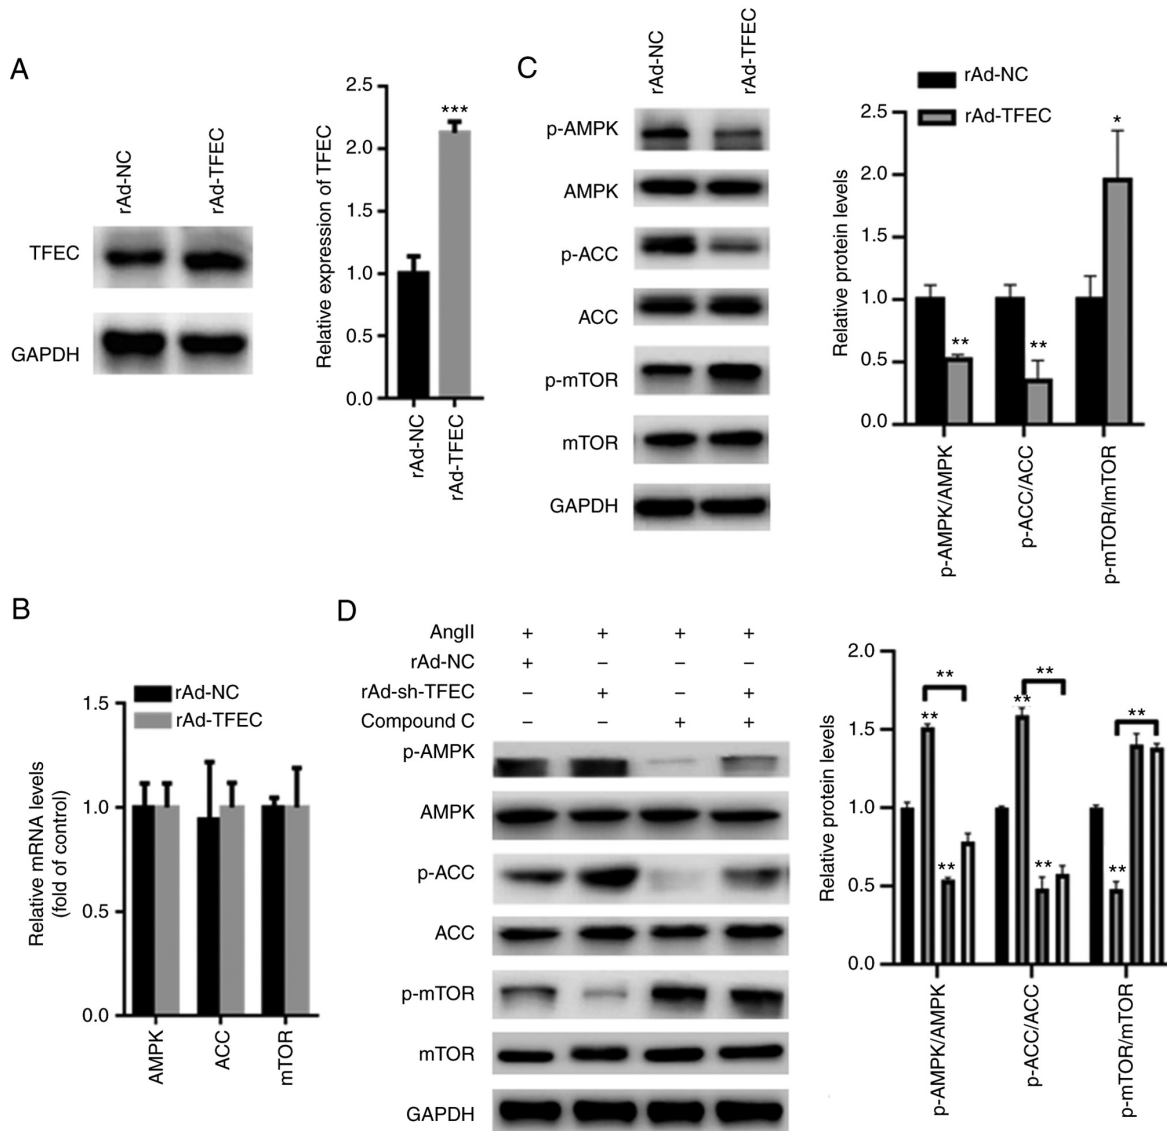 A
rAd-NC
rAd-TFEC
TFEC
GAPDH
Relative expression of TFEC
2.5
2.0
1.5
1.0
0.5
0.0
***
rAd-NC
rAd-TFEC
C
rAd-NC
rAd-TFEC
p-AMPK
AMPK
p-ACC
ACC
p-mTOR
mTOR
GAPDH
rAd-NC
rAd-TFEC
Relative protein levels
2.5
2.0
1.5
1.0
0.5
0.0
**
**
*
p-AMPK/AMPK
p-ACC/ACC
p-mTOR/lmTOR
B
rAd-NC
rAd-TFEC
Relative mRNA levels
(fold of control)
1.5
1.0
0.5
0.0
AMPK
ACC
mTOR
D
AngII + + + +
rAd-NC + – – –
rAd-sh-TFEC – + – +
Compound C – – + +
p-AMPK
AMPK
p-ACC
ACC
p-mTOR
mTOR
GAPDH
Relative protein levels
2.0
1.5
1.0
0.5
0.0
**
**
**
**
**
**
**
**
p-AMPK/AMPK
p-ACC/ACC
p-mTOR/mTOR